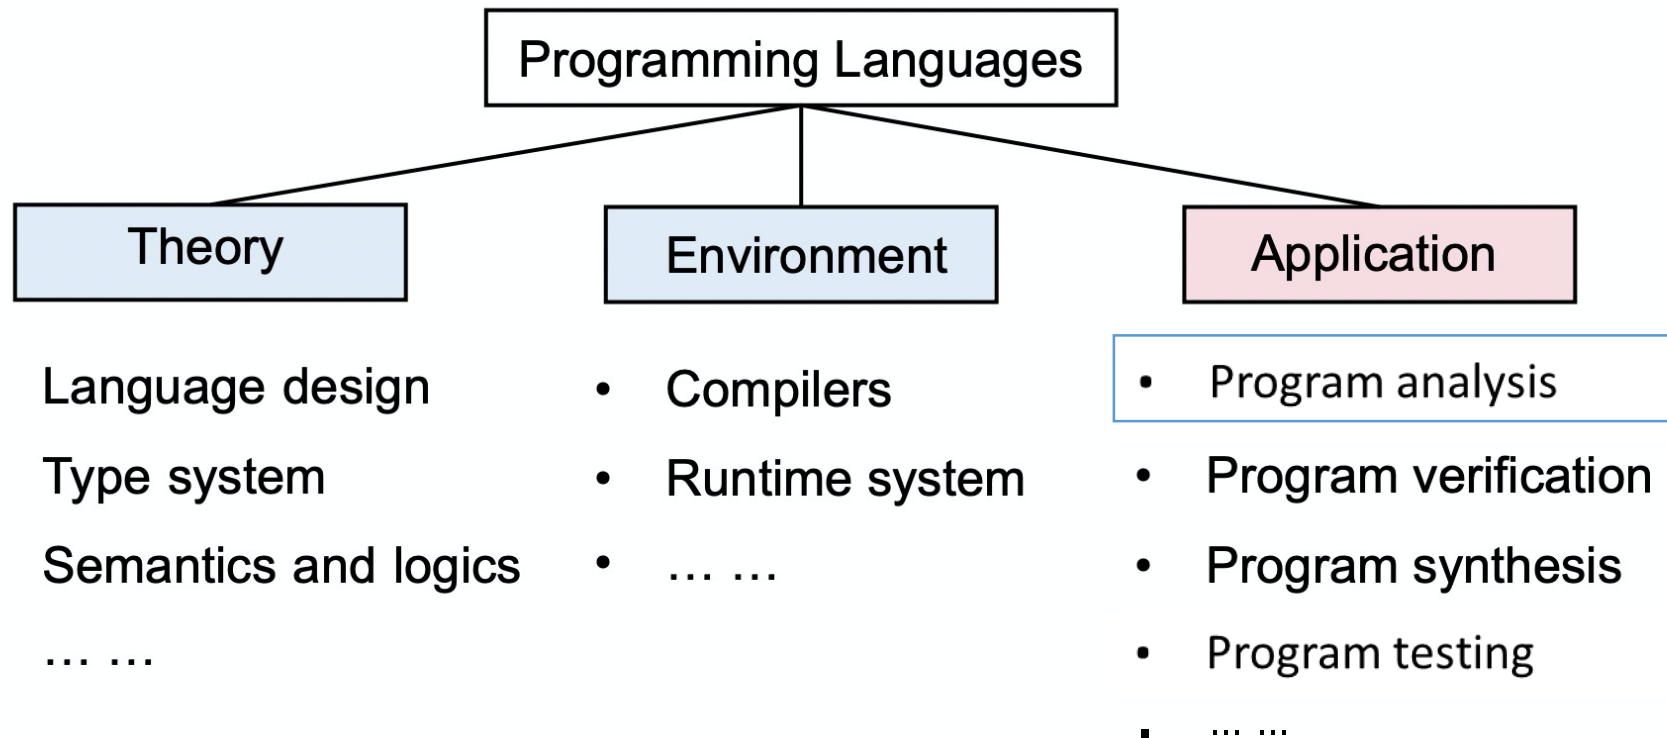 Programming Languages
Theory
Language design
Type system
Semantics and logics
... ...
Environment
• Compilers
• Runtime system
• ... ...
Application
• Program analysis
• Program verification
• Program synthesis
• Program testing
• ... ...